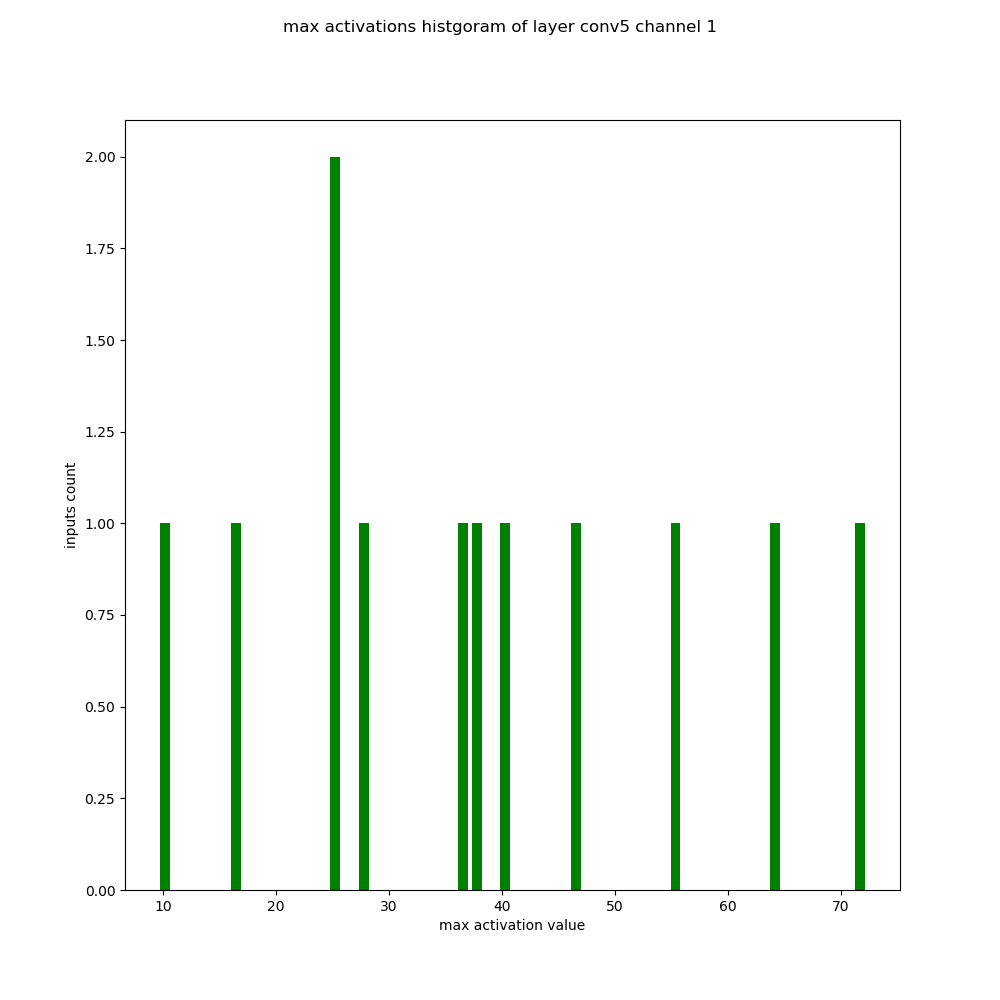 max activations histgoram of layer conv5 channel 1
2.00
1.75
1.50
1.25
1.00
0.75
0.50
0.25
0.00
inputs count
10 20 30 40 50 60 70
max activation value